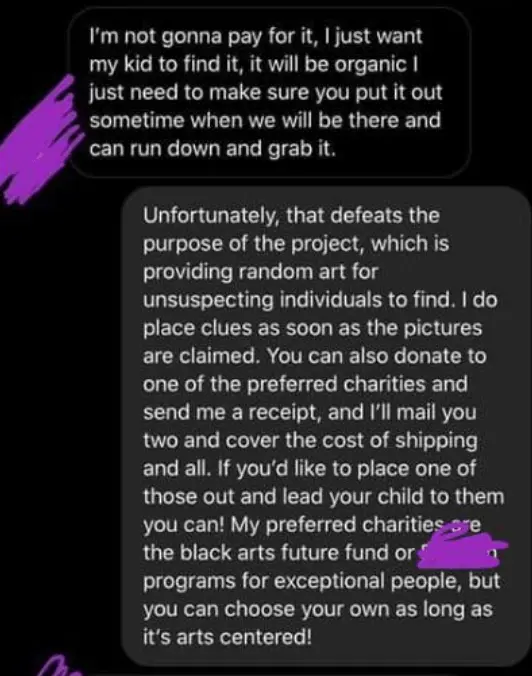 I'm not gonna pay for it, I just want
my kid to find it, it will be organic I
just need to make sure you put it out
sometime when we will be there and
can run down and grab it.
Unfortunately, that defeats the
purpose of the project, which is
providing random art for
unsuspecting individuals to find. I do
place clues as soon as the pictures
are claimed. You can also donate to
one of the preferred charities and
send me a receipt, and I'll mail you
two and cover the cost of shipping
and all. If you'd like to place one of
those out and lead your child to them
you can! My preferred charities are
the black arts future fund or
programs for exceptional people, but
you can choose your own as long as
it's arts centered!